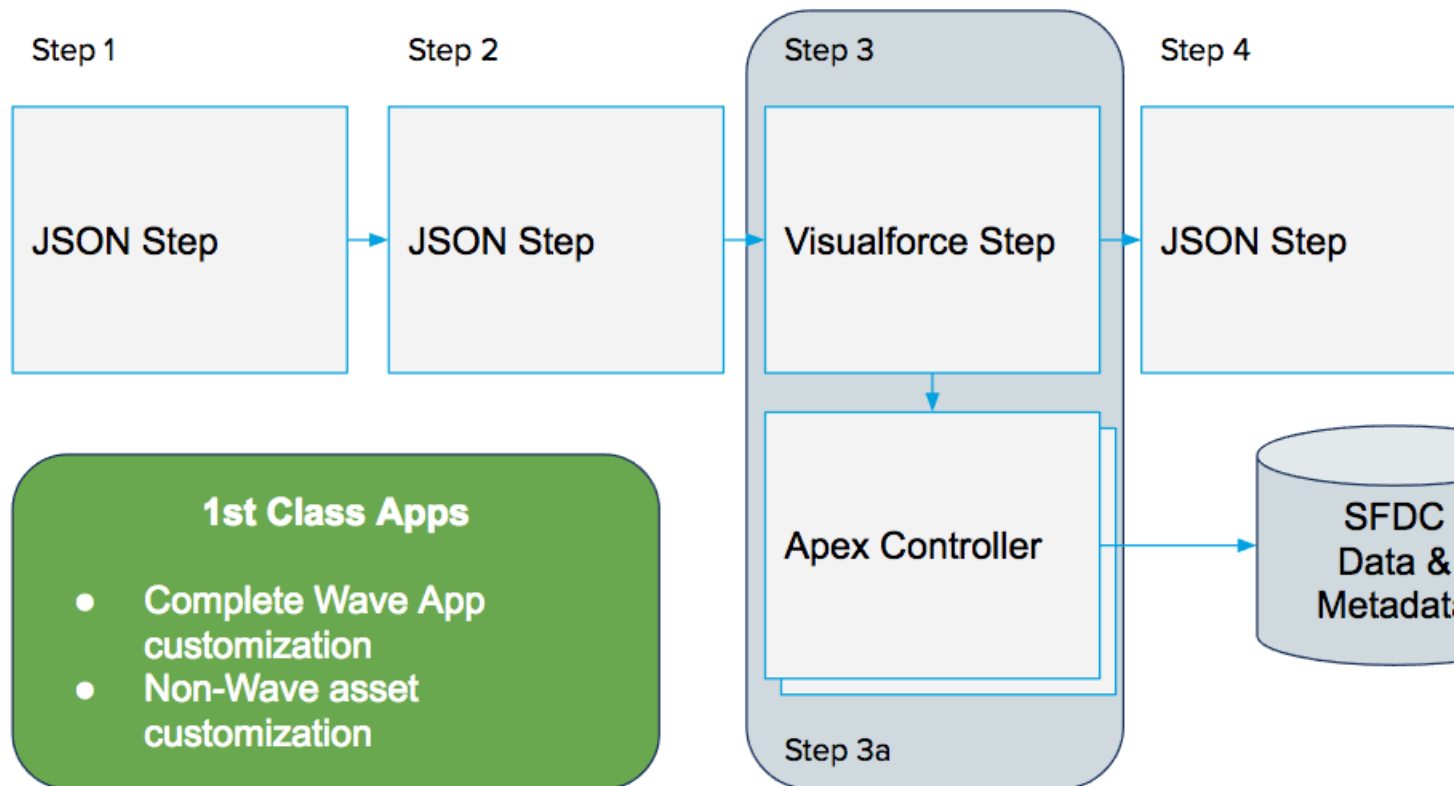 Step 1
Step 2
Step 3
Step 4
JSON Step
JSON Step
Visualforce Step
JSON Step
1st Class Apps
● Complete Wave App
customization
● Non-Wave asset
customization
Apex Controller
SFDC
Data &
Metadata
Step 3a